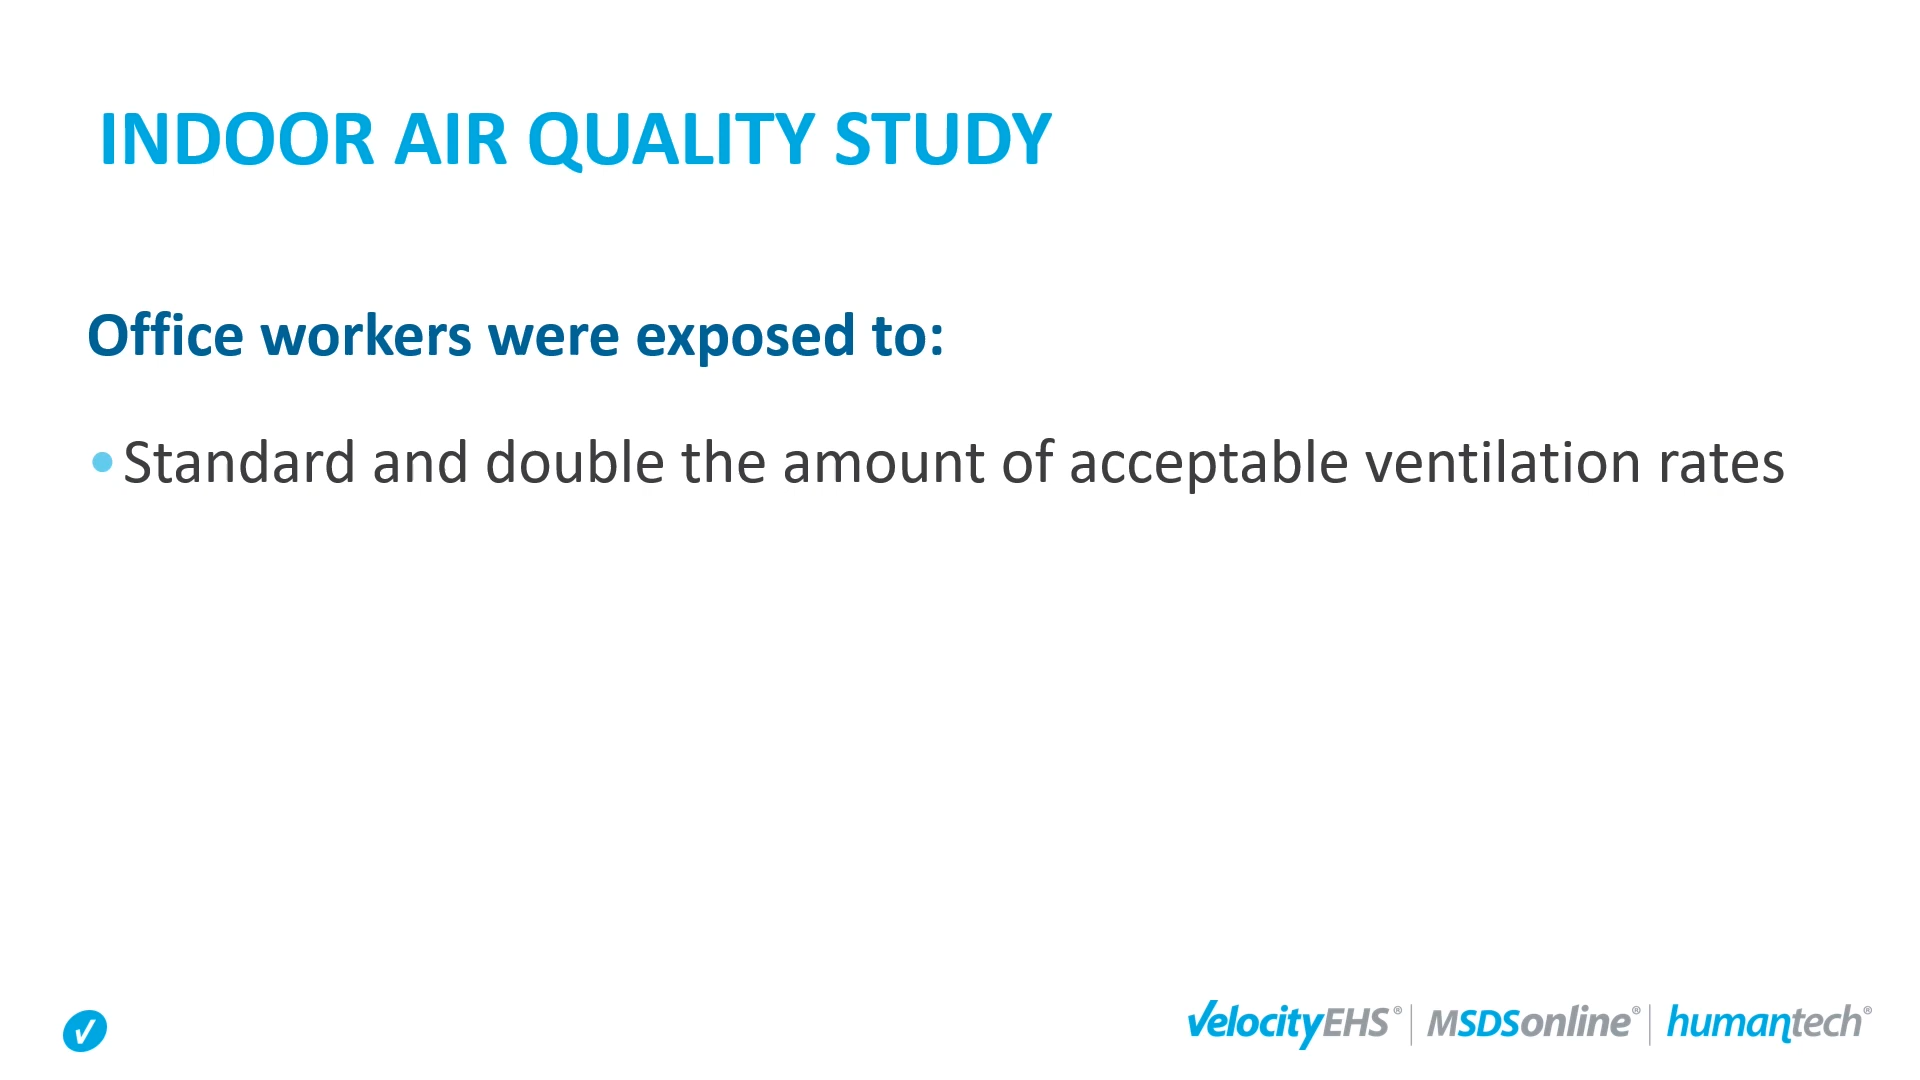 INDOOR AIR QUALITY STUDY
Office workers were exposed to:
• Standard and double the amount of acceptable ventilation rates
VelocityEHS® | MSDSonline® | humantech®